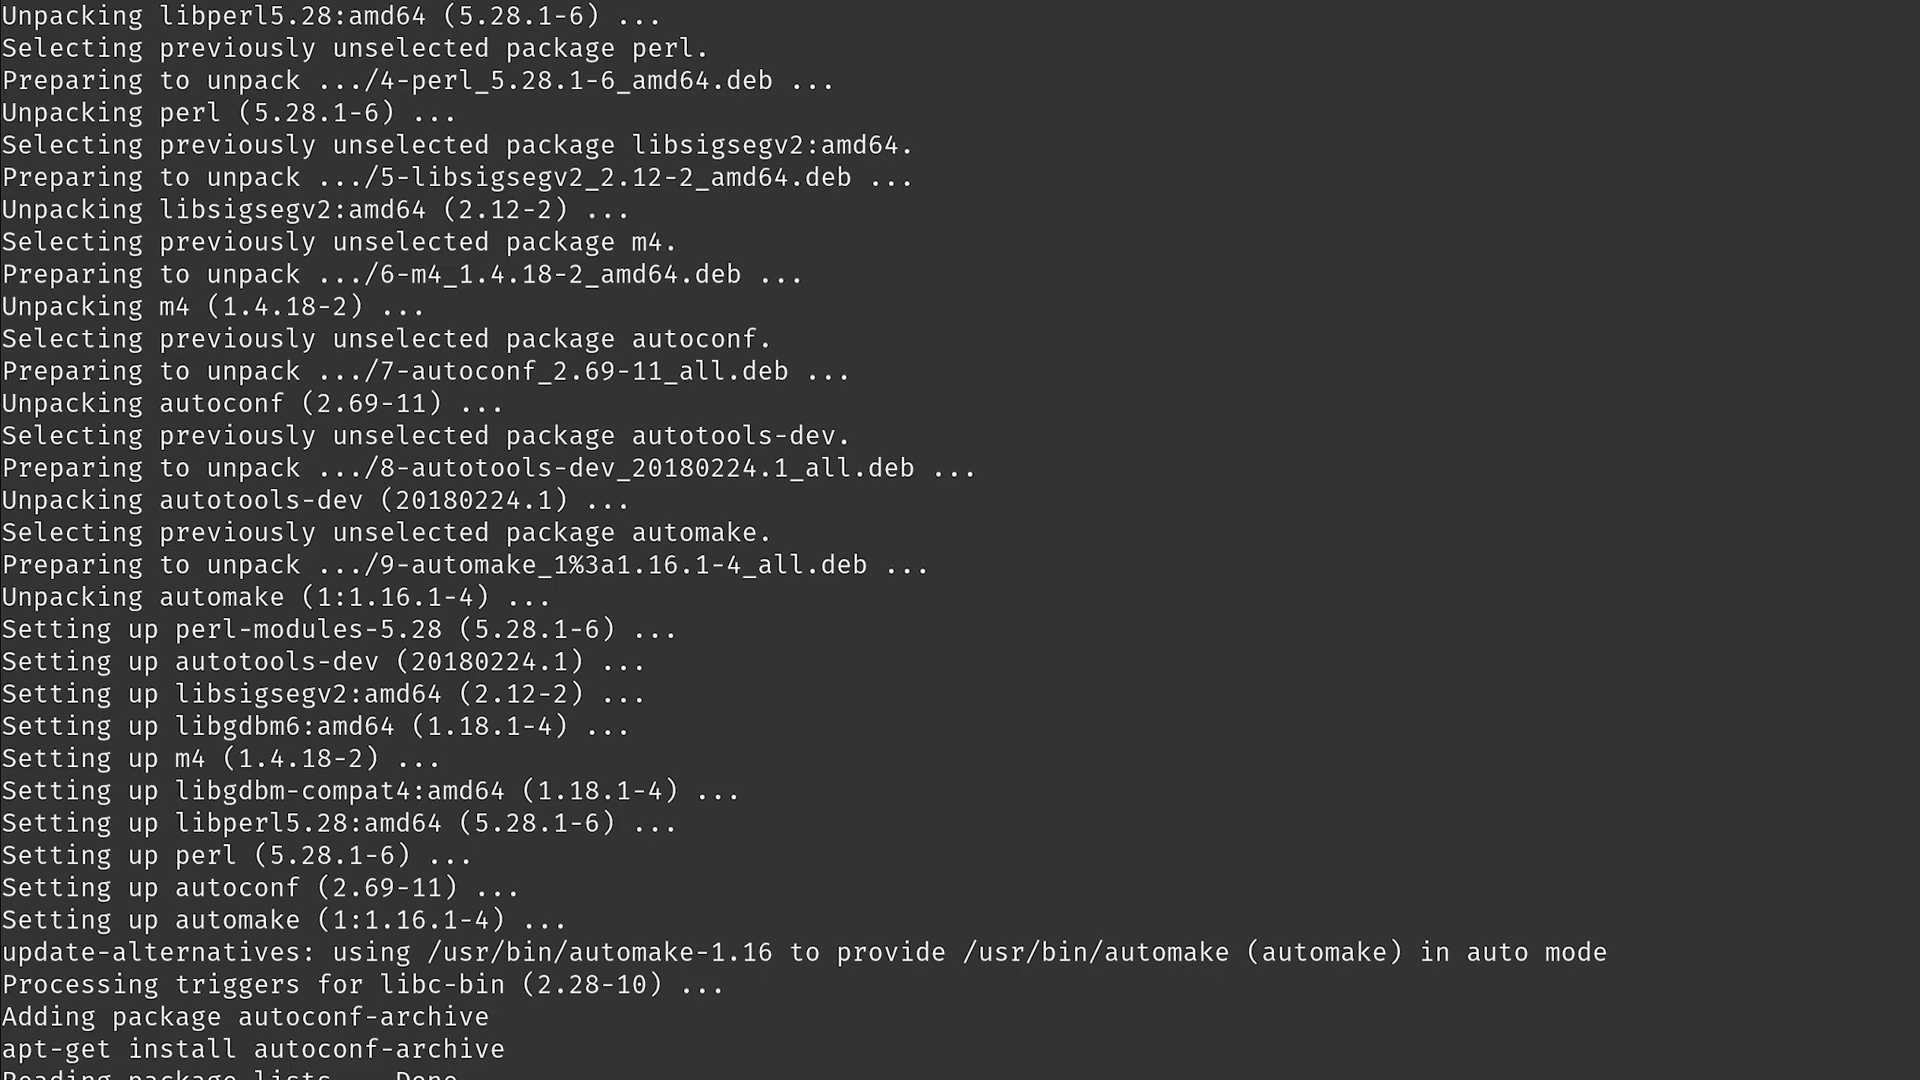 Unpacking libperl5.28:amd64 (5.28.1-6) ...
Selecting previously unselected package perl.
Preparing to unpack .../4-perl_5.28.1-6_amd64.deb ...
Unpacking perl (5.28.1-6) ...
Selecting previously unselected package libsigsegv2:amd64.
Preparing to unpack .../5-libsigsegv2_2.12-2_amd64.deb ...
Unpacking libsigsegv2:amd64 (2.12-2) ...
Selecting previously unselected package m4.
Preparing to unpack .../6-m4_1.4.18-2_amd64.deb ...
Unpacking m4 (1.4.18-2) ...
Selecting previously unselected package autoconf.
Preparing to unpack .../7-autoconf_2.69-11_all.deb ...
Unpacking autoconf (2.69-11) ...
Selecting previously unselected package autotools-dev.
Preparing to unpack .../8-autotools-dev_20180224.1_all.deb ...
Unpacking autotools-dev (20180224.1) ...
Selecting previously unselected package automake.
Preparing to unpack .../9-automake_1%3a1.16.1-4_all.deb ...
Unpacking automake (1:1.16.1-4) ...
Setting up perl-modules-5.28 (5.28.1-6) ...
Setting up autotools-dev (20180224.1) ...
Setting up libsigsegv2:amd64 (2.12-2) ...
Setting up libgdbm6:amd64 (1.18.1-4) ...
Setting up m4 (1.4.18-2) ...
Setting up libgdbm-compat4:amd64 (1.18.1-4) ...
Setting up libperl5.28:amd64 (5.28.1-6) ...
Setting up perl (5.28.1-6) ...
Setting up autoconf (2.69-11) ...
Setting up automake (1:1.16.1-4) ...
update-alternatives: using /usr/bin/automake-1.16 to provide /usr/bin/automake (automake) in auto mode
Processing triggers for libc-bin (2.28-10) ...
Adding package autoconf-archive
apt-get install autoconf-archive
Reading package lists... Done